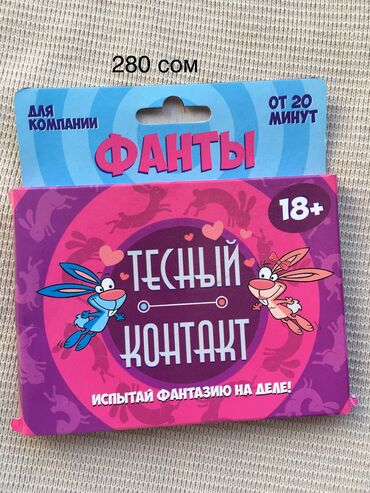 280 сом
ДЛЯ КОМПАНИИ
ОТ 20 МИНУТ
ФАНТЫ
18+
ТЕСНЫЙ
КОНТАКТ
ИСПЫТАЙ ФАНТАЗИЮ НА ДЕЛЕ!